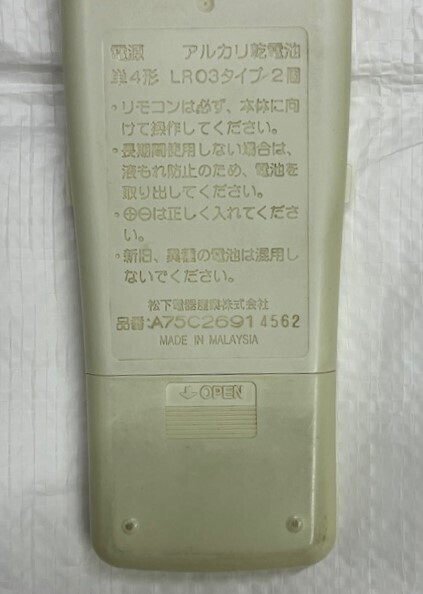 電源 アルカリ乾電池
単4形 LR03タイプ2個
・リモコンは必ず、本体に向
けて操作してください。
・長期間使用しない場合は、
液もれ防止のため、電池を
取り出してください。
・⊕⊖は正しく入れてくださ
い。
・新旧、異種の電池は混用し
ないでください。
松下電器産業株式会社
品番:A75C2691 4562
MADE IN MALAYSIA
OPEN